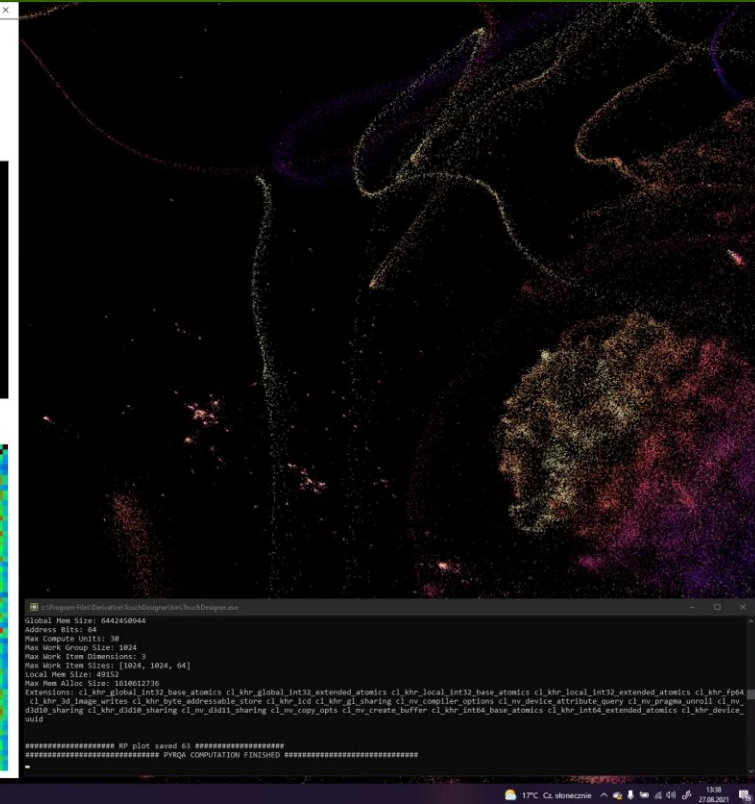 c:\Program Files\Derivative\TouchDesigner\bin\TouchDesigner.exe
Global Mem Size: 6442450944
Address Bits: 64
Max Compute Units: 30
Max Work Group Size: 1024
Max Work Item Dimensions: 3
Max Work Item Sizes: [1024, 1024, 64]
Local Mem Size: 49152
Max Mem Alloc Size: 1610612736
Extensions: cl_khr_global_int32_base_atomics cl_khr_global_int32_extended_atomics cl_khr_local_int32_base_atomics cl_khr_local_int32_extended_atomics cl_khr_fp64
cl_khr_3d_image_writes cl_khr_byte_addressable_store cl_khr_icd cl_khr_gl_sharing cl_nv_compiler_options cl_nv_device_attribute_query cl_nv_pragma_unroll cl_nv_
d3d10_sharing cl_khr_d3d10_sharing cl_nv_d3d11_sharing cl_nv_copy_opts cl_nv_create_buffer cl_khr_int64_base_atomics cl_khr_int64_extended_atomics cl_khr_device_
uuid
#################### RP plot saved 63 ####################
############################## PYRQA COMPUTATION FINISHED ##############################
17°C Cz. słonecznie
13:38
27.08.2021